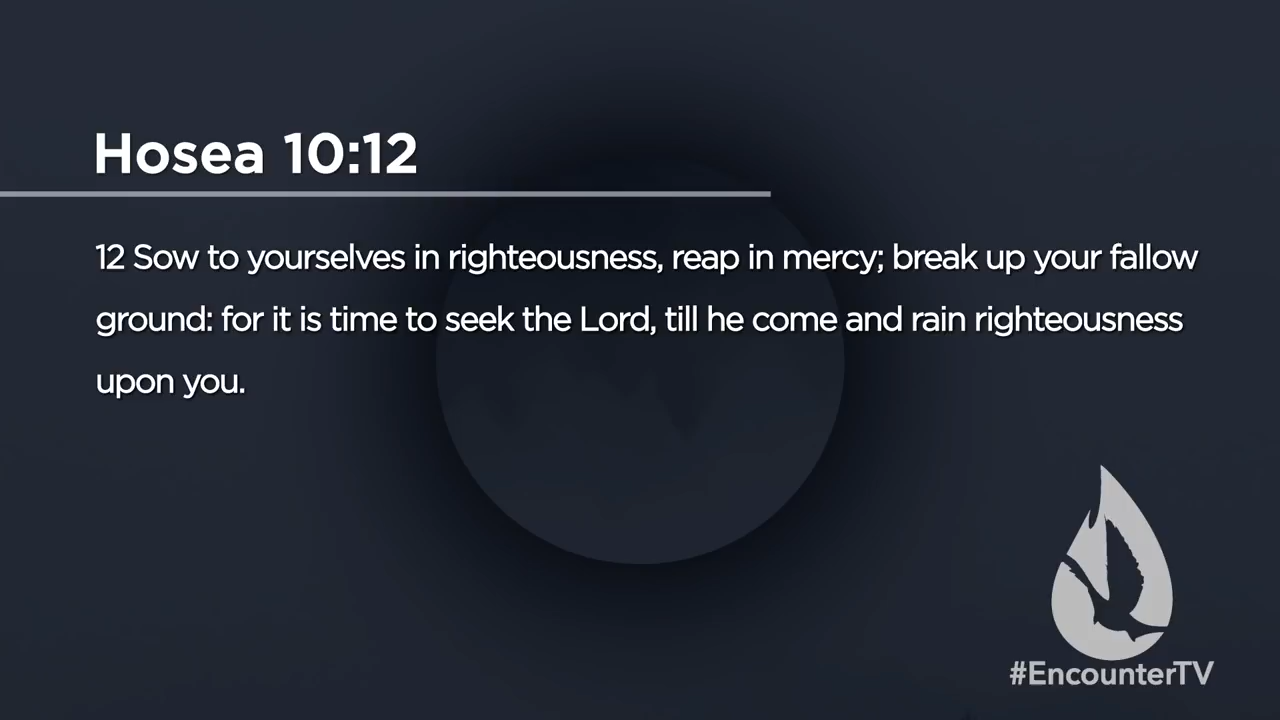 Hosea 10:12
12 Sow to yourselves in righteousness, reap in mercy; break up your fallow
ground: for it is time to seek the Lord, till he come and rain righteousness
upon you.
#EncounterTV